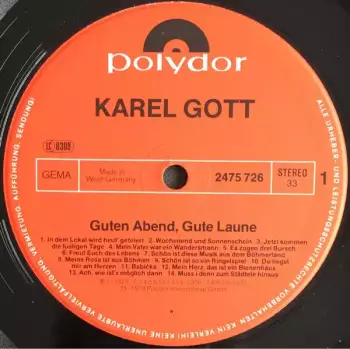 polydor
KAREL GOTT
LC 0309
GEMA
Made in
West Germany
2475 726
STEREO
33
1
Guten Abend, Gute Laune
1. In dem Lokal wird heut' gefeiert 2. Wochenend und Sonnenschein 3. Jetzt kommen
die lustigen Tage 4. Mein Vater war ein Wandersmann 5. Es zogen drei Bursch
6. Freut Euch des Lebens 7. Schön ist diese Musik aus dem Böhmerland
8. Meine Rosa ist aus Böhmen 9. Schön ist so ein Ringelspiel 10. Du liegst
mir am Herzen 11. Babička 12. Mein Herz, das ist ein Bienenhaus
13. Ach, wie ist's möglich dann 14. Muss i denn zum Städtele hinaus
Polydor International GmbH
ALLE URHEBER- UND LEISTUNGSSCHUTZRECHTE VORBEHALTEN KEIN VERLEIH! KEINE UNERLAUBTE VERVIELFÄLTIGUNG, VERMIETUNG, AUFFÜHRUNG, SENDUNG!